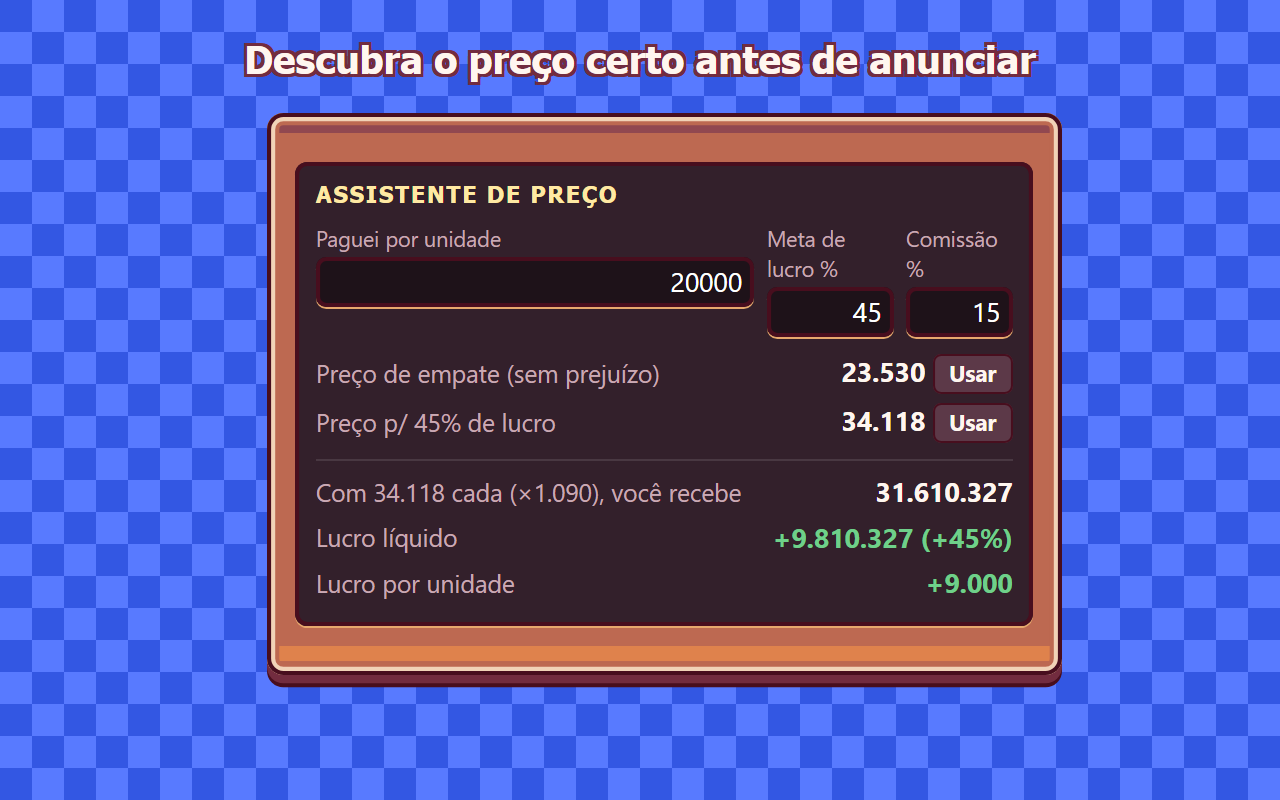 Descubra o preço certo antes de anunciar
ASSISTENTE DE PREÇO
Paguei por unidade
20000
Meta de
lucro %
45
Comissão
%
15
Preço de empate (sem prejuízo) 23.530 Usar
Preço p/ 45% de lucro 34.118 Usar
Com 34.118 cada (×1.090), você recebe 31.610.327
Lucro líquido +9.810.327 (+45%)
Lucro por unidade +9.000